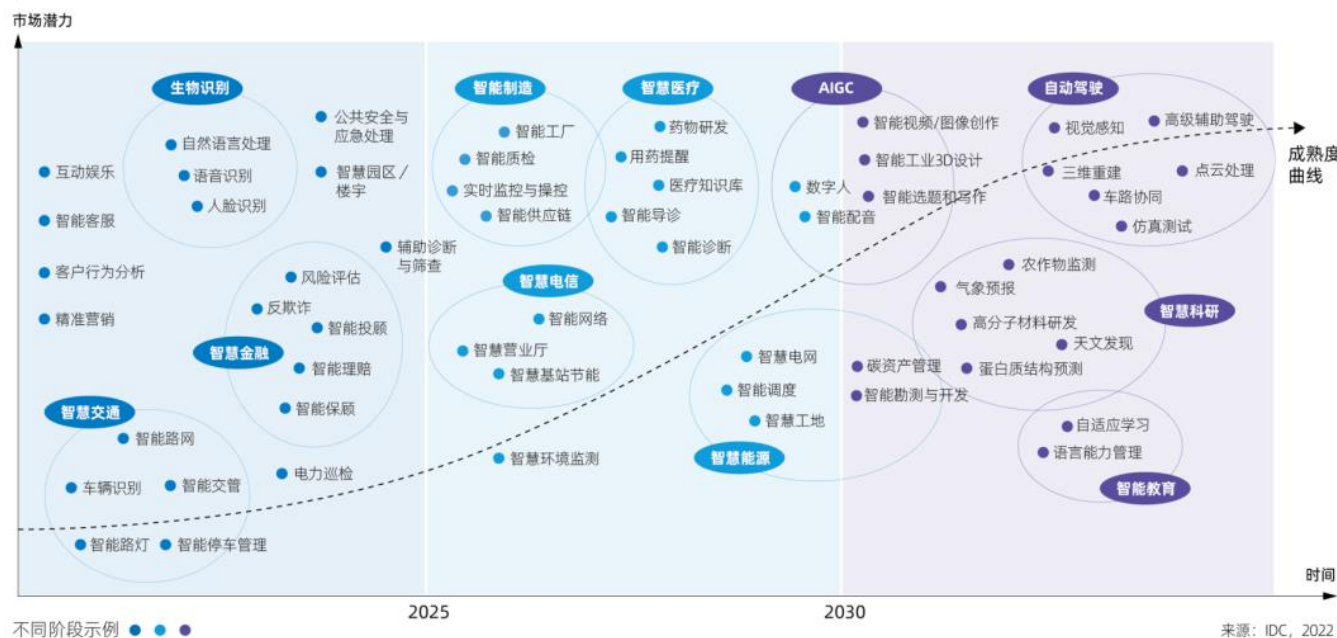 市场潜力
生物识别
自然语言处理
语音识别
人脸识别
公共安全与
应急处理
智慧园区/
楼宇
互动娱乐
智能客服
客户行为分析
精准营销
辅助诊断
与筛查
风险评估
反欺诈
智能投顾
智慧金融
智能理赔
智能保顾
智慧交通
智能路网
车辆识别
智能交管
电力巡检
智能路灯
智能停车管理
智能制造
智能工厂
智能质检
实时监控与操控
智能供应链
智慧医疗
药物研发
用药提醒
医疗知识库
智能导诊
智能诊断
智慧电信
智能网络
智慧营业厅
智慧基站节能
智慧环境监测
智慧电网
智能调度
智慧工地
智慧能源
碳资产管理
智能勘测与开发
AIGC
智能视频/图像创作
智能工业3D设计
数字人
智能选题和写作
智能配音
自动驾驶
视觉感知
高级辅助驾驶
三维重建
点云处理
车路协同
仿真测试
成熟度
曲线
农作物监测
气象预报
智慧科研
高分子材料研发
天文发现
蛋白质结构预测
自适应学习
语言能力管理
智能教育
时间
2025
2030
不同阶段示例
来源：IDC，2022